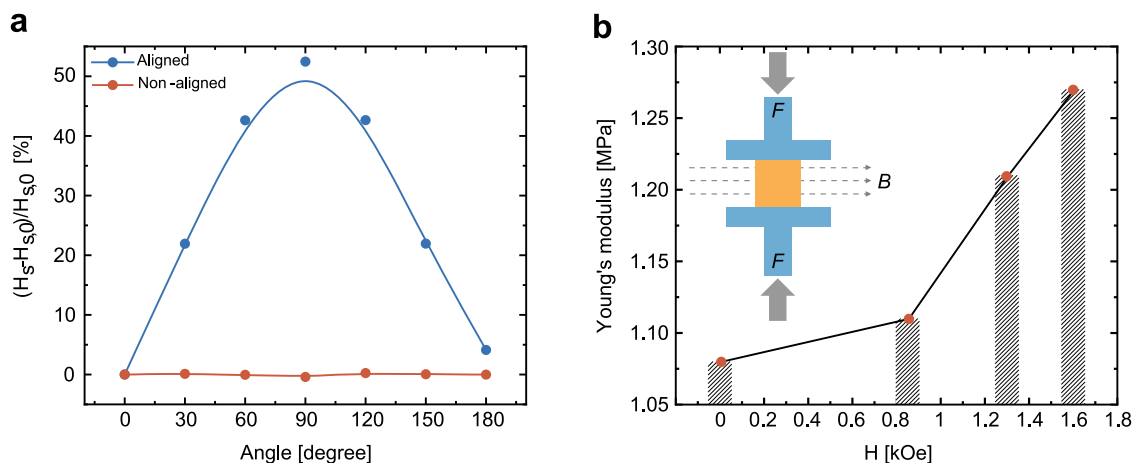 a
(Hs-Hs,0)/Hs,0 [%]
50
40
30
20
10
0
Aligned
Non-aligned
0 30 60 90 120 150 180
Angle [degree]
b
Young's modulus [MPa]
1.30
1.25
1.20
1.15
1.10
1.05
F
B
F
0 0.2 0.4 0.6 0.8 1 1.2 1.4 1.6 1.8
H [kOe]